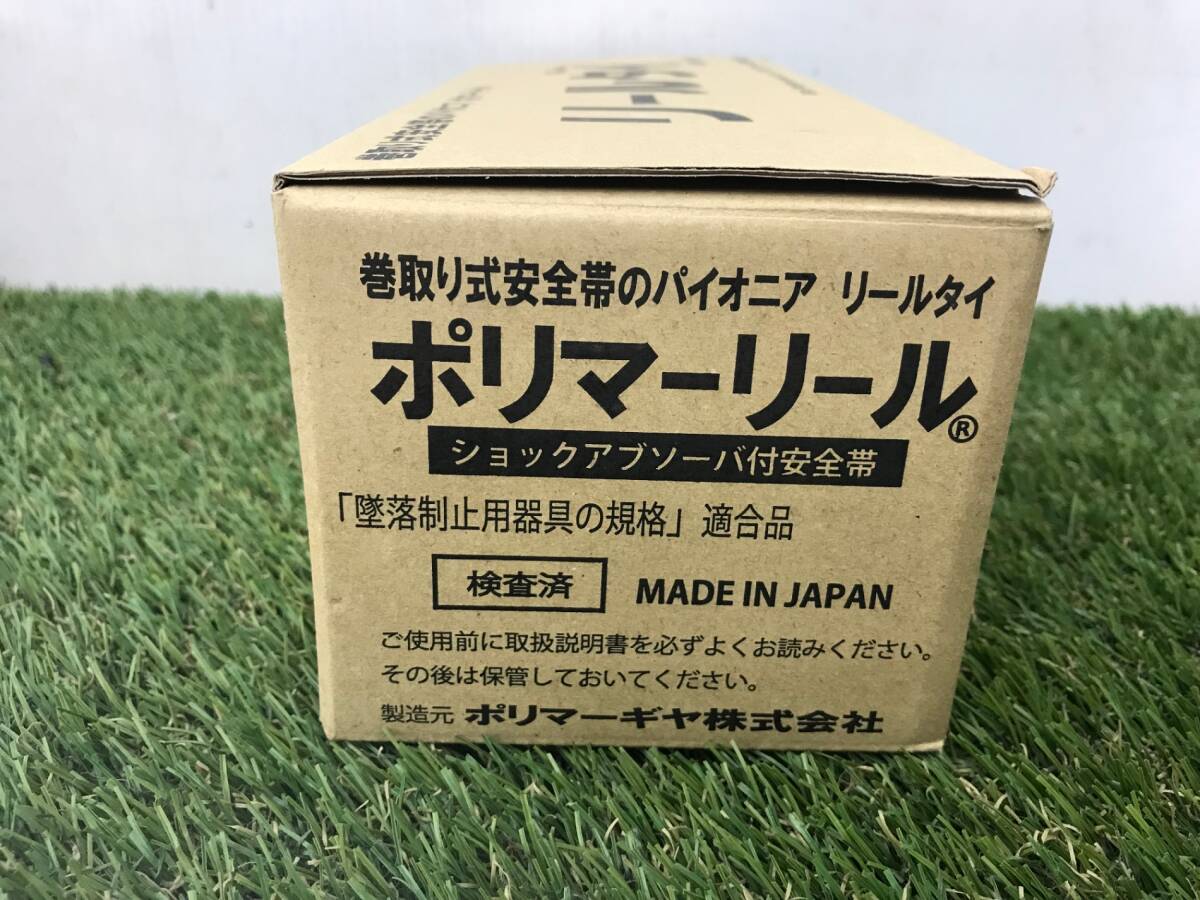 巻取り式安全帯のパイオニア リールタイ
ポリマーリール®
ショックアブソーバ付安全帯
「墜落制止用器具の規格」適合品
検査済 MADE IN JAPAN
ご使用前に取扱説明書を必ずよくお読みください。
その後は保管しておいてください。
製造元 ポリマーギヤ株式会社